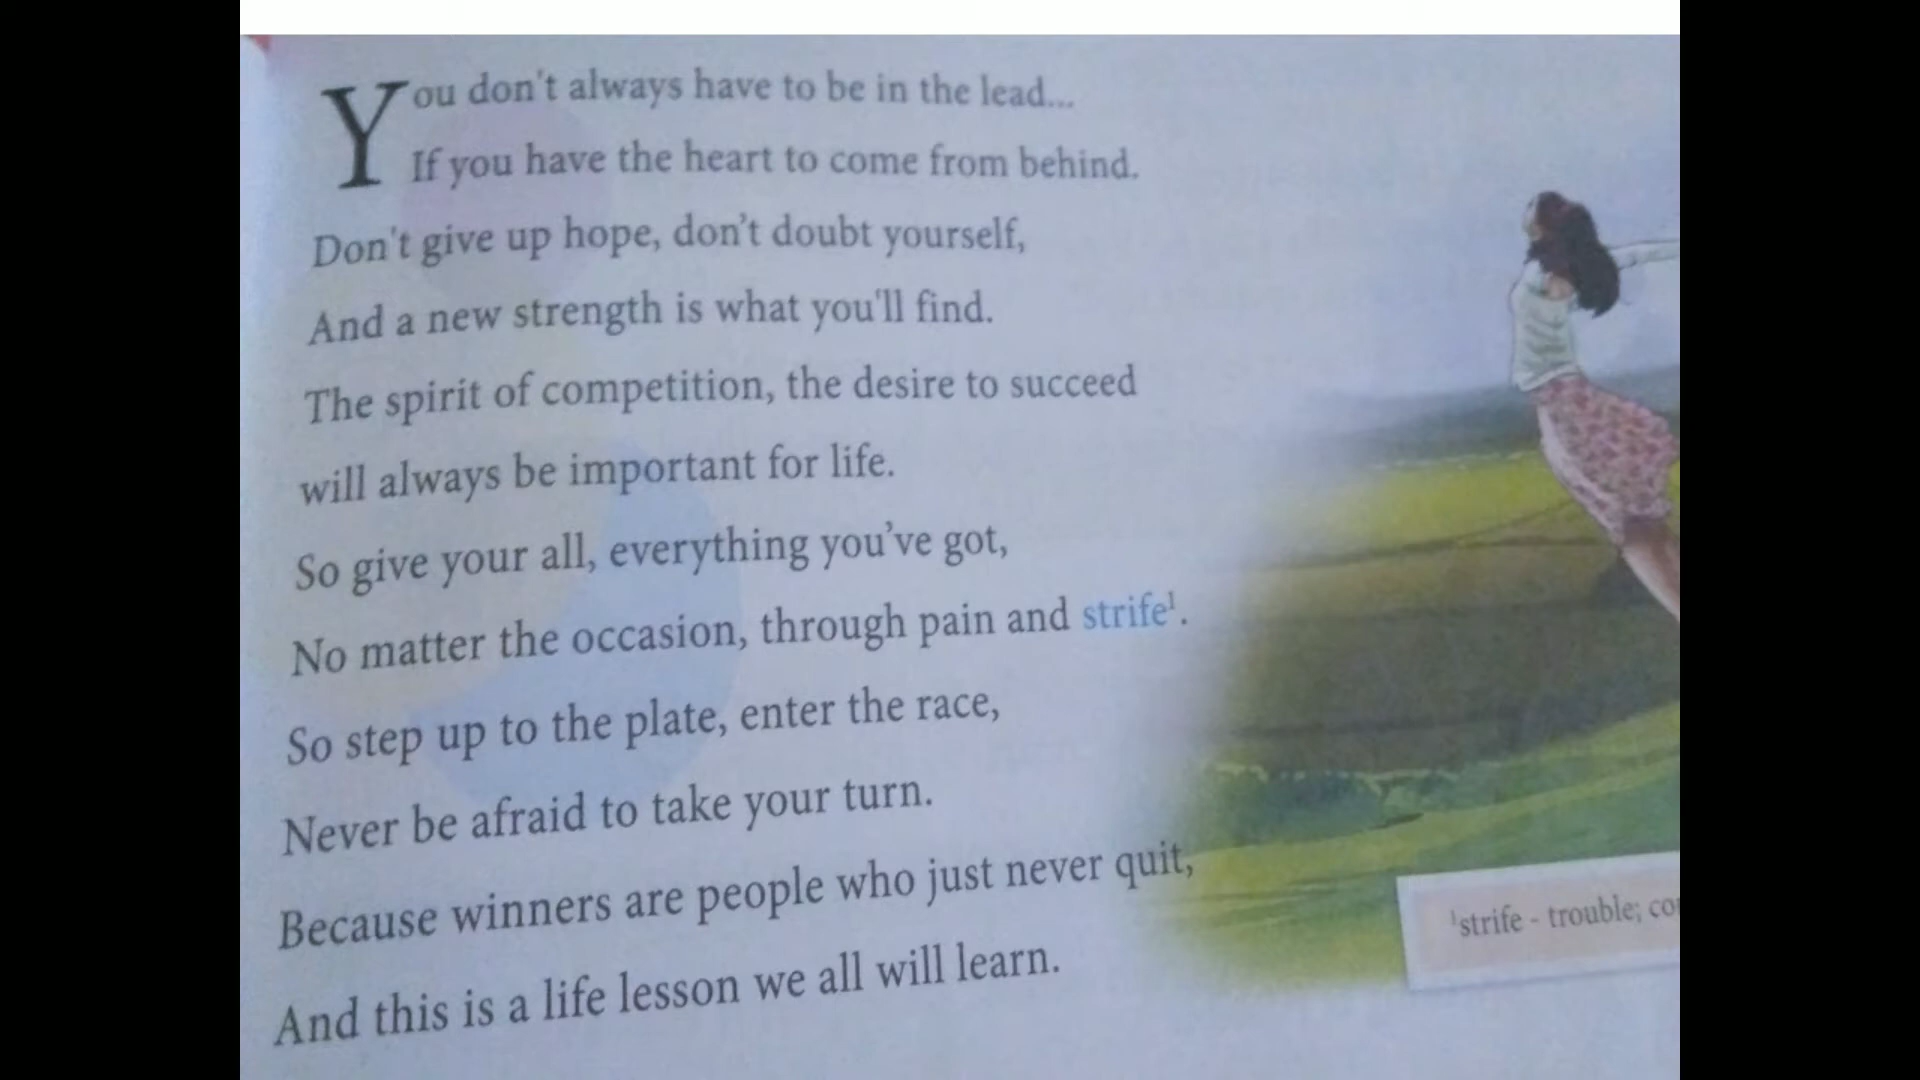 You don't always have to be in the lead...
If you have the heart to come from behind.
Don't give up hope, don't doubt yourself,
And a new strength is what you'll find.
The spirit of competition, the desire to succeed
will always be important for life.
So give your all, everything you've got,
No matter the occasion, through pain and strife¹.
So step up to the plate, enter the race,
Never be afraid to take your turn.
Because winners are people who just never quit,
And this is a life lesson we all will learn.
¹strife - trouble;